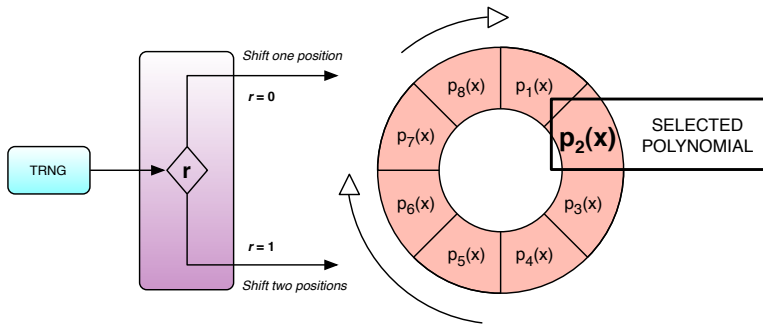 Shift one position
r = 0
TRNG
r
r = 1
Shift two positions
p8(x)
p1(x)
p7(x)
p2(x)
SELECTED
POLYNOMIAL
p6(x)
p3(x)
p5(x)
p4(x)